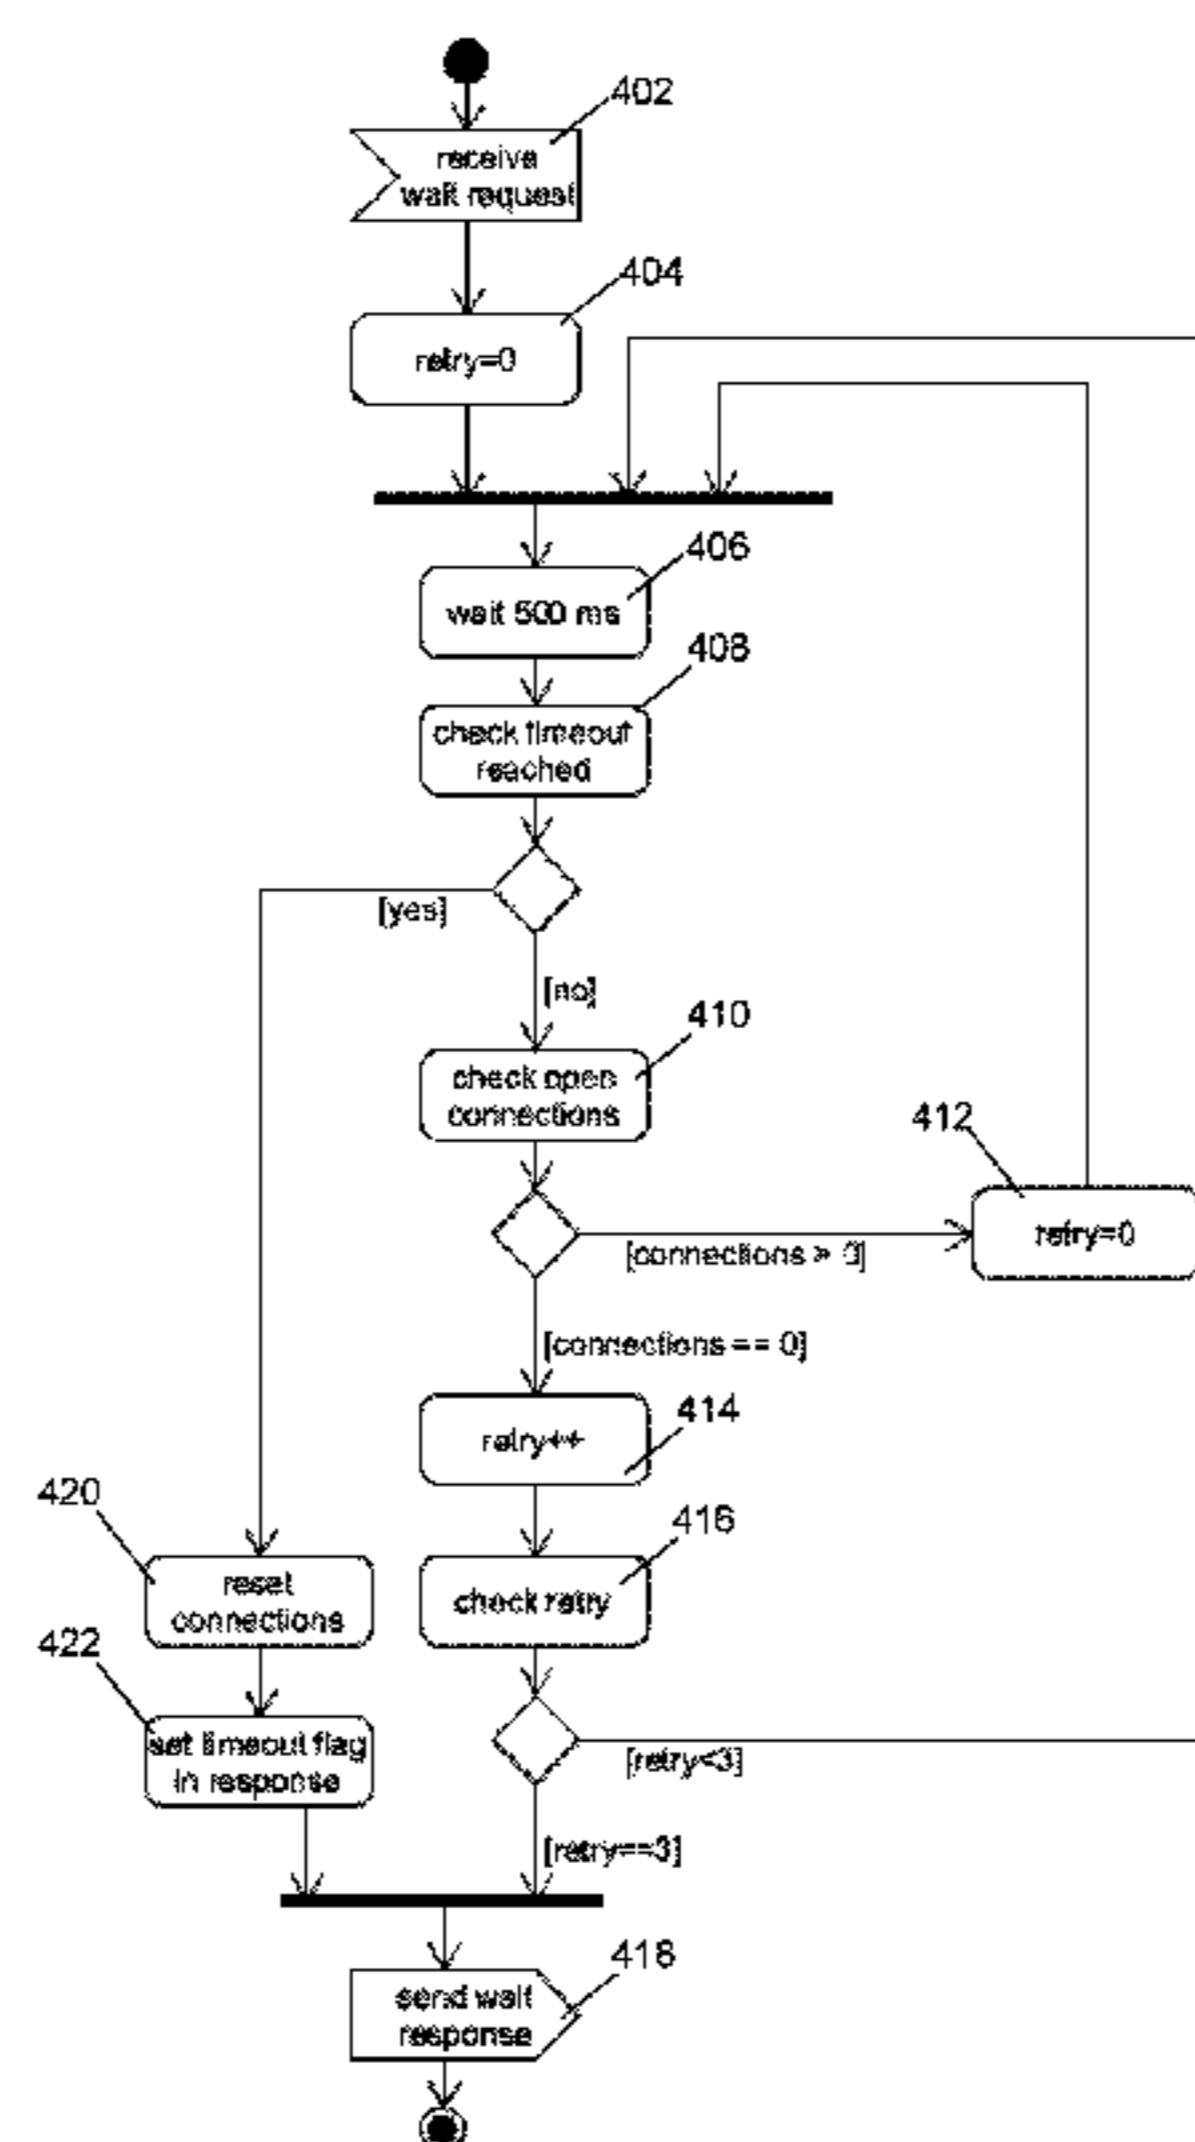 402
receive
wait request
404
retry=0
406
wait 500 ms
408
check timeout
reached
[yes]
[no]
410
check open
connections
412
retry=0
[connections > 0]
[connections == 0]
414
retry++
416
check retry
420
reset
connections
422
set timeout flag
in response
[retry<3]
[retry==3]
418
send wait
response